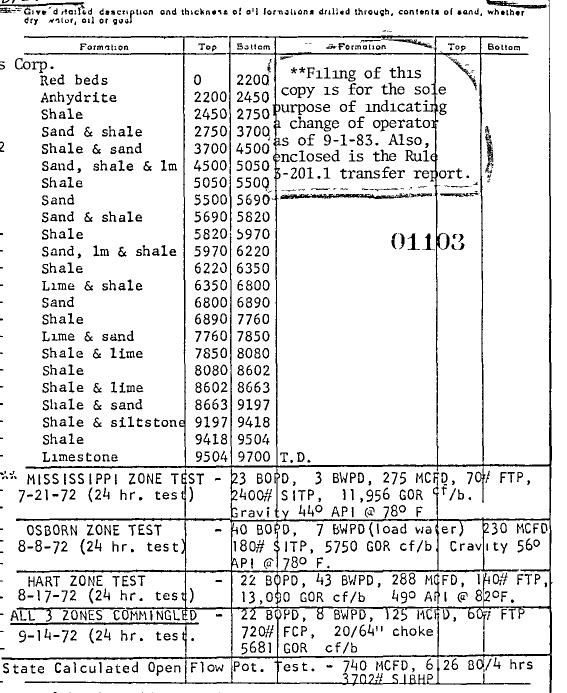 Give detailed description and thickness of all formations drilled through, contents of sand, whether
dry, water, oil or gas
Formation Top Bottom Formation Top Bottom
s Corp.
Red beds 0 2200
Anhydrite 2200 2450
Shale 2450 2750
Sand & shale 2750 3700
Shale & sand 3700 4500
Sand, shale & lm 4500 5050
Shale 5050 5500
Sand 5500 5690
Sand & shale 5690 5820
Shale 5820 5970
Sand, lm & shale 5970 6220
Shale 6220 6350
Lime & shale 6350 6800
Sand 6800 6890
Shale 6890 7760
Lime & sand 7760 7850
Shale & lime 7850 8080
Shale 8080 8602
Shale & lime 8602 8663
Shale & sand 8663 9197
Shale & siltstone 9197 9418
Shale 9418 9504
Limestone 9504 9700 T.D.
**Filing of this
copy is for the sole
purpose of indicating
a change of operator
as of 9-1-83. Also,
enclosed is the Rule
3-201.1 transfer report.
01103
** MISSISSIPPI ZONE TEST - 23 BOPD, 3 BWPD, 275 MCFD, 70# FTP,
7-21-72 (24 hr. test) 2400# SITP, 11,956 GOR cf/b.
Gravity 44º API @ 78º F
OSBORN ZONE TEST - 40 BOPD, 7 BWPD(load water) 230 MCFD
8-8-72 (24 hr. test) 180# SITP, 5750 GOR cf/b Gravity 56º
API @ 78º F.
HART ZONE TEST - 22 BOPD, 43 BWPD, 288 MCFD, 140# FTP,
8-17-72 (24 hr. test) 13,090 GOR cf/b 49º API @ 82ºF.
ALL 3 ZONES COMMINGLED - 22 BOPD, 8 BWPD, 125 MCFD, 60# FTP
9-14-72 (24 hr. test. 720# FCP, 20/64" choke
5681 GOR cf/b
State Calculated Open Flow Pot. Test. - 740 MCFD, 6.26 BO/4 hrs
3702# SIBHP